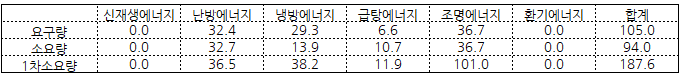 신재생에너지 난방에너지 냉방에너지 급탕에너지 조명에너지 환기에너지 합계
요구량 0.0 32.4 29.3 6.6 36.7 0.0 105.0
소요량 0.0 32.7 13.9 10.7 36.7 0.0 94.0
1차소요량 0.0 36.5 38.2 11.9 101.0 0.0 187.6